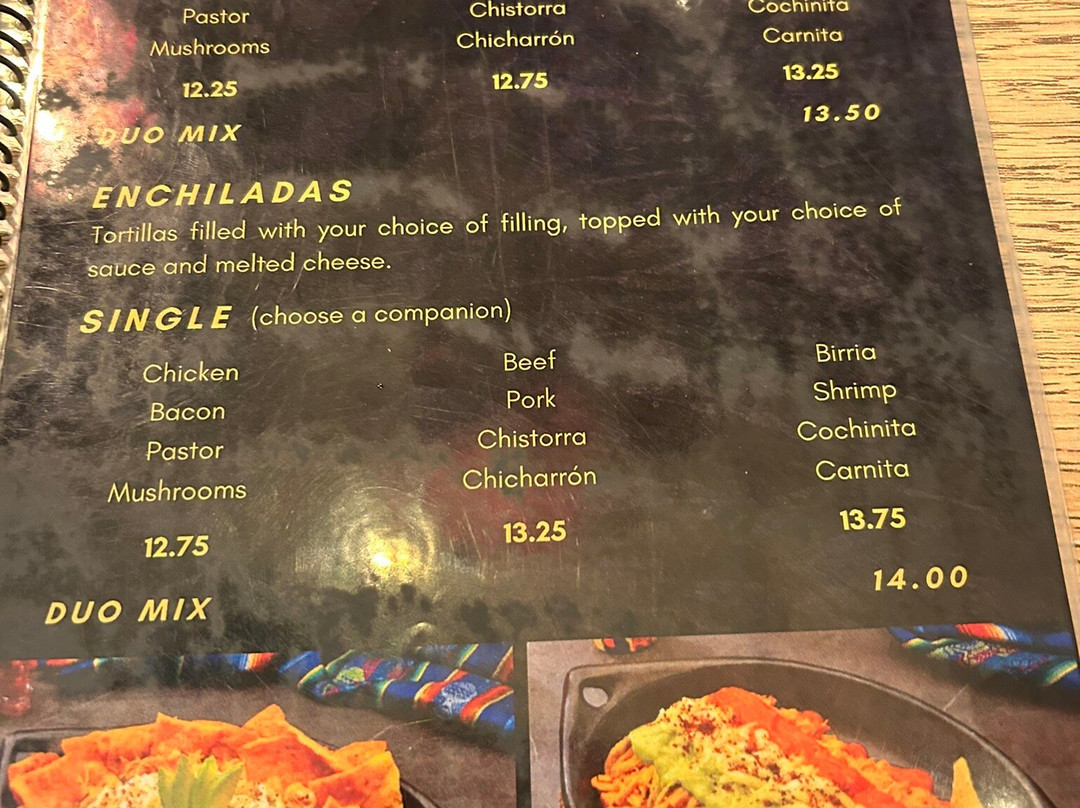 Pastor Chistorra Cochinita
Mushrooms Chicharrón Carnita
12.25 12.75 13.25
DUO MIX 13.50
ENCHILADAS
Tortillas filled with your choice of filling, topped with your choice of
sauce and melted cheese.
SINGLE (choose a companion)
Chicken Beef Birria
Bacon Pork Shrimp
Pastor Chistorra Cochinita
Mushrooms Chicharrón Carnita
12.75 13.25 13.75
DUO MIX 14.00